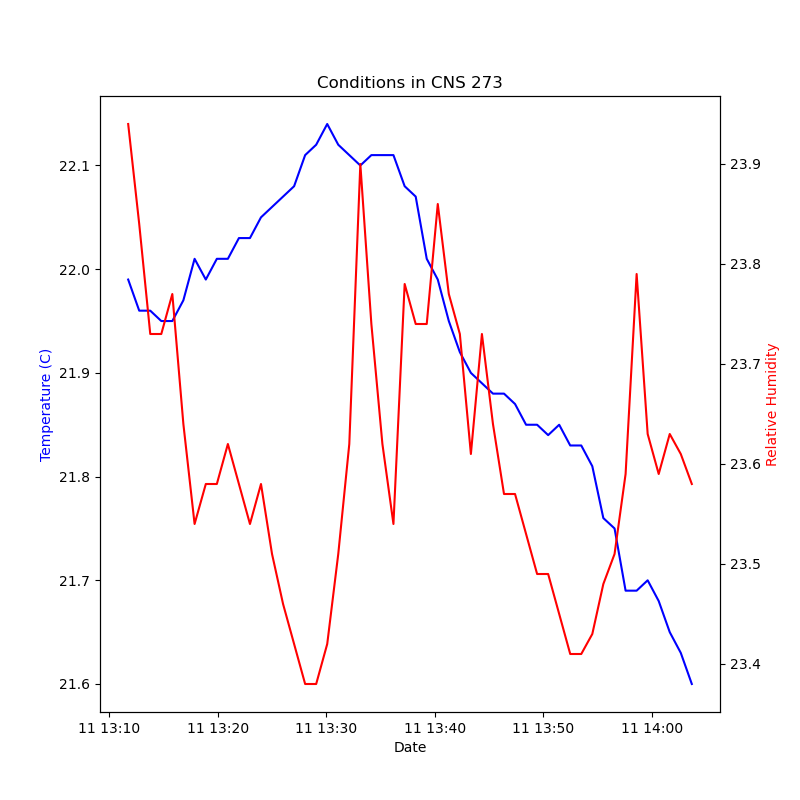 Conditions in CNS 273
Temperature (C)
22.1
22.0
21.9
21.8
21.7
21.6
23.9
23.8
23.7
23.6
23.5
23.4
Relative Humidity
11 13:10 11 13:20 11 13:30 11 13:40 11 13:50 11 14:00
Date